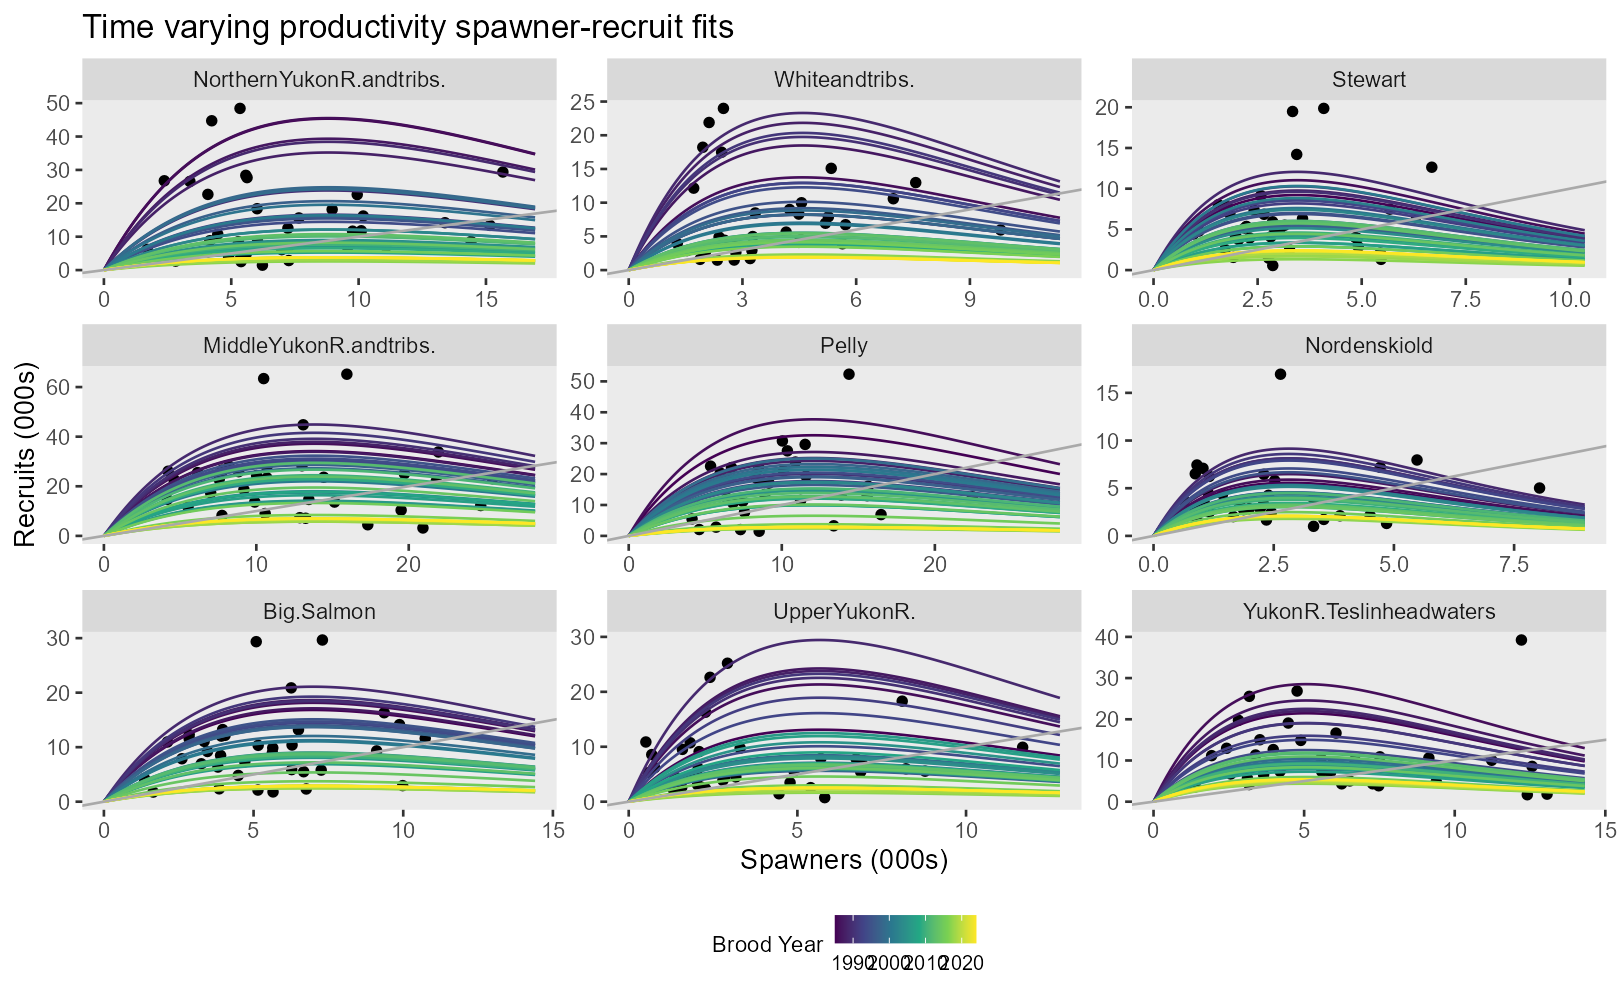 Time varying productivity spawner-recruit fits
NorthernYukonR.andtribs.
Whiteandtribs.
Stewart
50
40
30
20
10
0
0 5 10 15
25
20
15
10
5
0
0 3 6 9
20
15
10
5
0
0.0 2.5 5.0 7.5 10.0
MiddleYukonR.andtribs.
Pelly
Nordenskiold
60
40
20
0
0 10 20
50
40
30
20
10
0
0 10 20
15
10
5
0
0.0 2.5 5.0 7.5
Big.Salmon
UpperYukonR.
YukonR.Teslinheadwaters
30
20
10
0
0 5 10 15
30
20
10
0
0 5 10
40
30
20
10
0
0 5 10 15
Recruits (000s)
Spawners (000s)
Brood Year
1990 2000 2010 2020